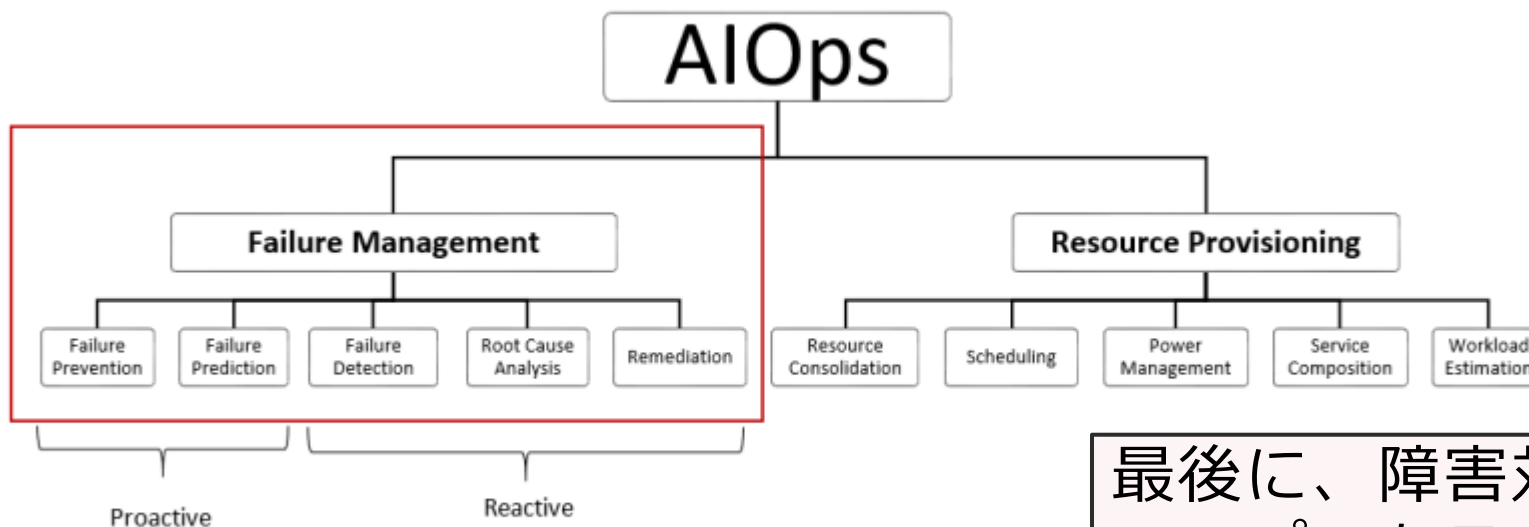 AIOps
Failure Management
Resource Provisioning
Failure
Prevention
Failure
Prediction
Failure
Detection
Root Cause
Analysis
Remediation
Resource
Consolidation
Scheduling
Power
Management
Service
Composition
Workload
Estimation
Proactive
Reactive
最後に、障害